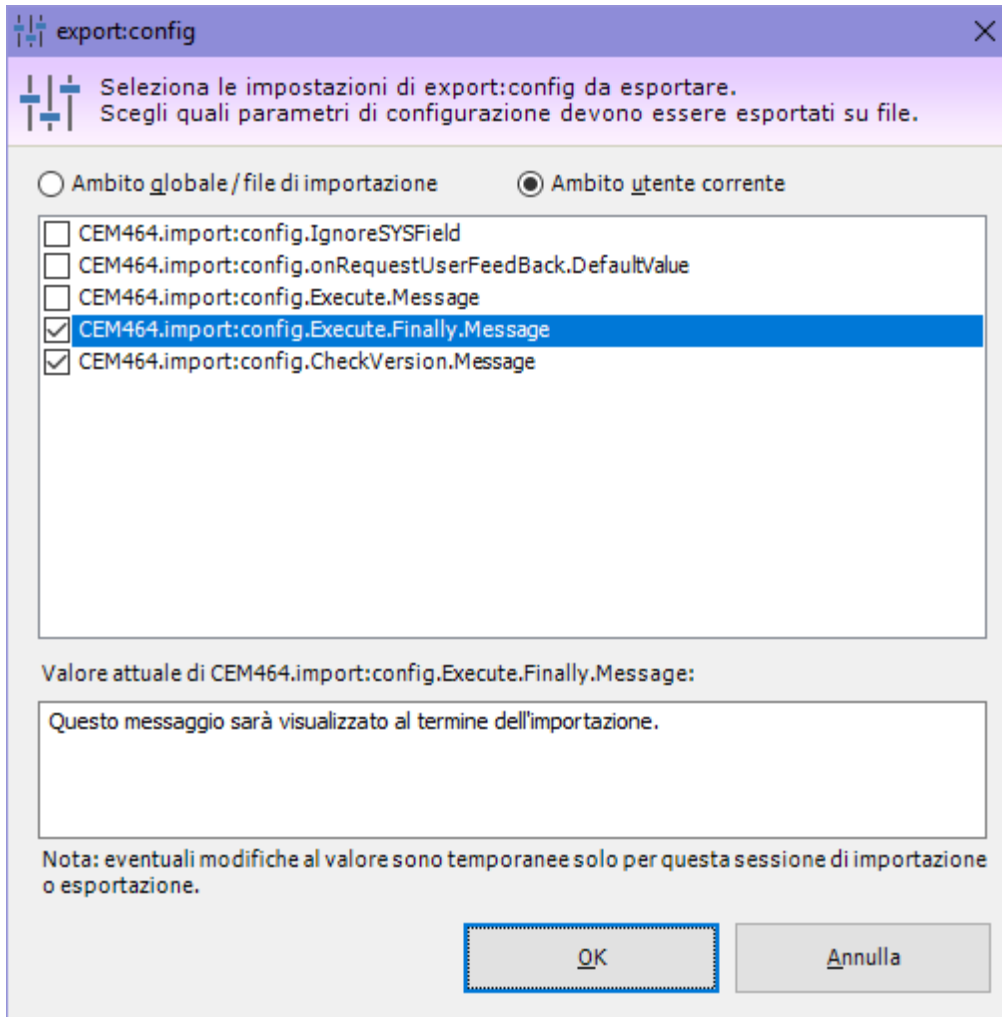 export:config
Seleziona le impostazioni di export:config da esportare.
Scegli quali parametri di configurazione devono essere esportati su file.
Ambito globale / file di importazione
Ambito utente corrente
CEM464.import:config.IgnoreSYSField
CEM464.import:config.onRequestUserFeedBack.DefaultValue
CEM464.import:config.Execute.Message
CEM464.import:config.Execute.Finally.Message
CEM464.import:config.CheckVersion.Message
Valore attuale di CEM464.import:config.Execute.Finally.Message:
Questo messaggio sarà visualizzato al termine dell'importazione.
Nota: eventuali modifiche al valore sono temporanee solo per questa sessione di importazione
o esportazione.
OK
Annulla